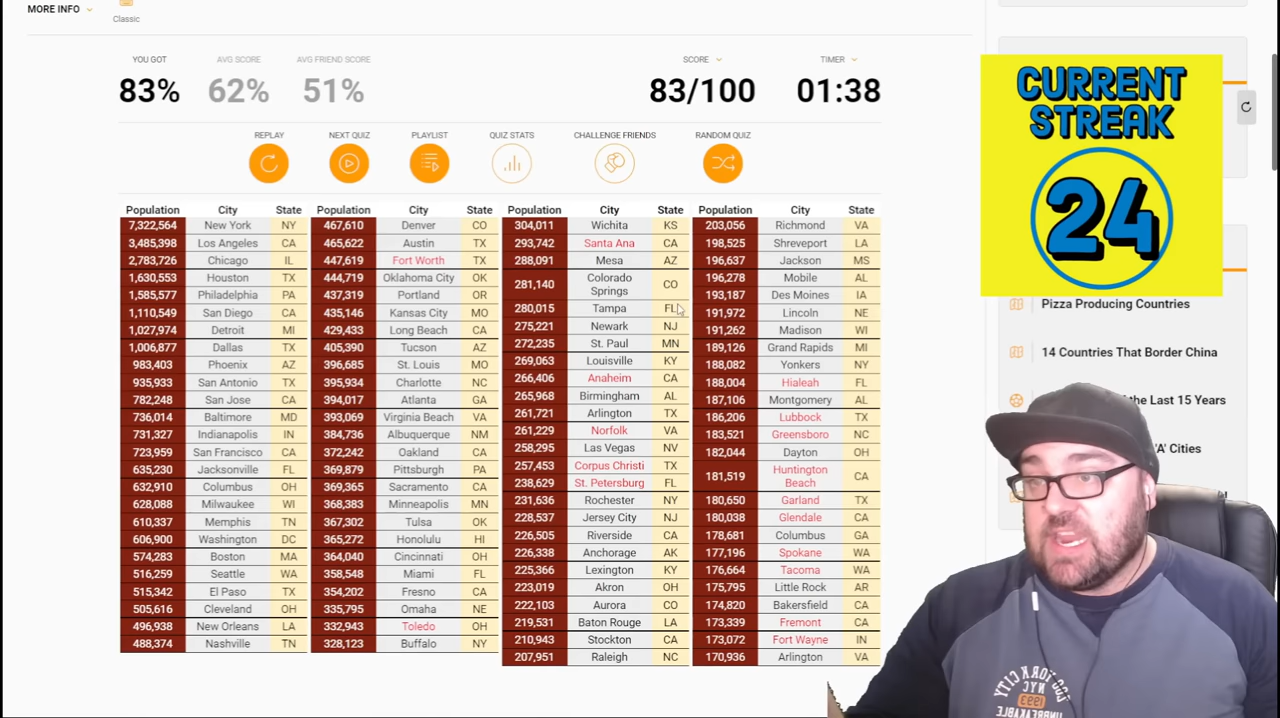 MORE INFO
Classic
YOU GOT AVG SCORE AVG FRIEND SCORE SCORE TIMER
83% 62% 51% 83/100 01:38
REPLAY NEXT QUIZ PLAYLIST QUIZ STATS CHALLENGE FRIENDS RANDOM QUIZ
Population City State Population City State Population City State Population City State
7,322,564 New York NY 467,610 Denver CO 304,011 Wichita KS 203,056 Richmond VA
3,485,398 Los Angeles CA 465,622 Austin TX 293,742 Santa Ana CA 198,525 Shreveport LA
2,783,726 Chicago IL 447,619 Fort Worth TX 288,091 Mesa AZ 196,637 Jackson MS
1,630,553 Houston TX 444,719 Oklahoma City OK 281,140 Colorado Springs CO 196,278 Mobile AL
1,585,577 Philadelphia PA 437,319 Portland OR 280,015 Tampa FL 193,187 Des Moines IA
1,110,549 San Diego CA 435,146 Kansas City MO 275,221 Newark NJ 191,972 Lincoln NE
1,027,974 Detroit MI 429,433 Long Beach CA 272,235 St. Paul MN 191,262 Madison WI
1,006,877 Dallas TX 405,390 Tucson AZ 269,063 Louisville KY 189,126 Grand Rapids MI
983,403 Phoenix AZ 396,685 St. Louis MO 266,406 Anaheim CA 188,082 Yonkers NY
935,933 San Antonio TX 395,934 Charlotte NC 265,968 Birmingham AL 188,004 Hialeah FL
782,248 San Jose CA 394,017 Atlanta GA 261,721 Arlington TX 187,106 Montgomery AL
736,014 Baltimore MD 393,069 Virginia Beach VA 261,229 Norfolk VA 186,206 Lubbock TX
731,327 Indianapolis IN 384,736 Albuquerque NM 258,295 Las Vegas NV 183,521 Greensboro NC
723,959 San Francisco CA 372,242 Oakland CA 257,453 Corpus Christi TX 182,044 Dayton OH
635,230 Jacksonville FL 369,879 Pittsburgh PA 238,629 St. Petersburg FL 181,519 Huntington Beach CA
632,910 Columbus OH 369,365 Sacramento CA 231,636 Rochester NY 180,650 Garland TX
628,088 Milwaukee WI 368,383 Minneapolis MN 228,537 Jersey City NJ 180,038 Glendale CA
610,337 Memphis TN 367,302 Tulsa OK 226,505 Riverside CA 178,681 Columbus GA
606,900 Washington DC 365,272 Honolulu HI 226,338 Anchorage AK 177,196 Spokane WA
574,283 Boston MA 364,040 Cincinnati OH 225,366 Lexington KY 176,664 Tacoma WA
516,259 Seattle WA 358,548 Miami FL 223,019 Akron OH 175,795 Little Rock AR
515,342 El Paso TX 354,202 Fresno CA 222,103 Aurora CO 174,820 Bakersfield CA
505,616 Cleveland OH 335,795 Omaha NE 219,531 Baton Rouge LA 173,339 Fremont CA
496,938 New Orleans LA 332,943 Toledo OH 210,943 Stockton CA 173,072 Fort Wayne IN
488,374 Nashville TN 328,123 Buffalo NY 207,951 Raleigh NC 170,936 Arlington VA
CURRENT
STREAK
24
Pizza Producing Countries
14 Countries That Border China
the Last 15 Years
'A' Cities
YORK CITY
NYC
1993
UNBREAKABLE